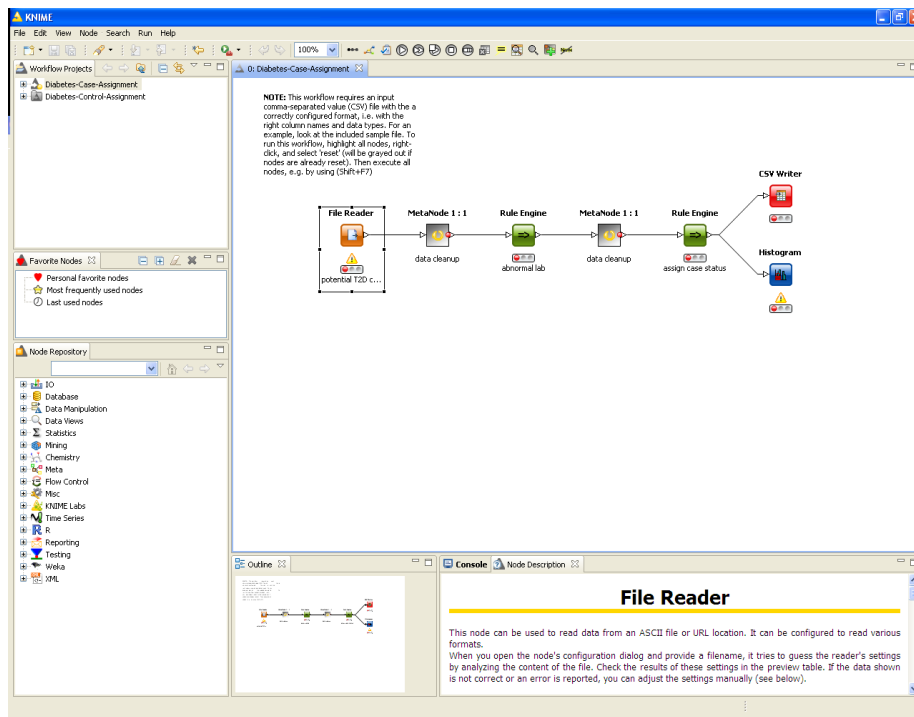 KNIME
File Edit View Node Search Run Help
100%
Workflow Projects
Diabetes-Case-Assignment
Diabetes-Control-Assignment
0: Diabetes-Case-Assignment
NOTE: This workflow requires an input
comma-separated value (CSV) file with the a
correctly configured format, i.e. with the
right column names and data types. For an
example, look at the included sample file. To
run this workflow, highlight all nodes, right-
click, and select 'reset' (will be grayed out if
nodes are already reset). Then execute all
nodes, e.g. by using (Shift+F7)
File Reader
potential T2D c...
MetaNode 1 : 1
data cleanup
Rule Engine
abnormal lab
MetaNode 1 : 1
data cleanup
Rule Engine
assign case status
CSV Writer
Histogram
Favorite Nodes
Personal favorite nodes
Most frequently used nodes
Last used nodes
Node Repository
IO
Database
Data Manipulation
Data Views
Statistics
Mining
Chemistry
Meta
Flow Control
Misc
KNIME Labs
Time Series
R
Reporting
Testing
Weka
XML
Outline
Console
Node Description
File Reader
This node can be used to read data from an ASCII file or URL location. It can be configured to read various
formats.
When you open the node's configuration dialog and provide a filename, it tries to guess the reader's settings
by analyzing the content of the file. Check the results of these settings in the preview table. If the data shown
is not correct or an error is reported, you can adjust the settings manually (see below).